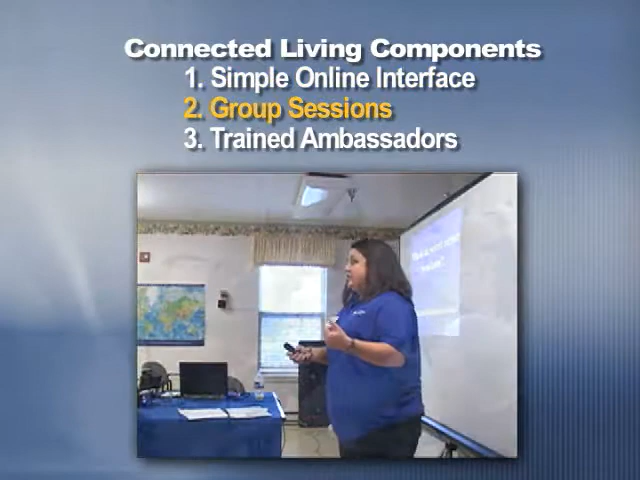 Connected Living Components
1. Simple Online Interface
2. Group Sessions
3. Trained Ambassadors